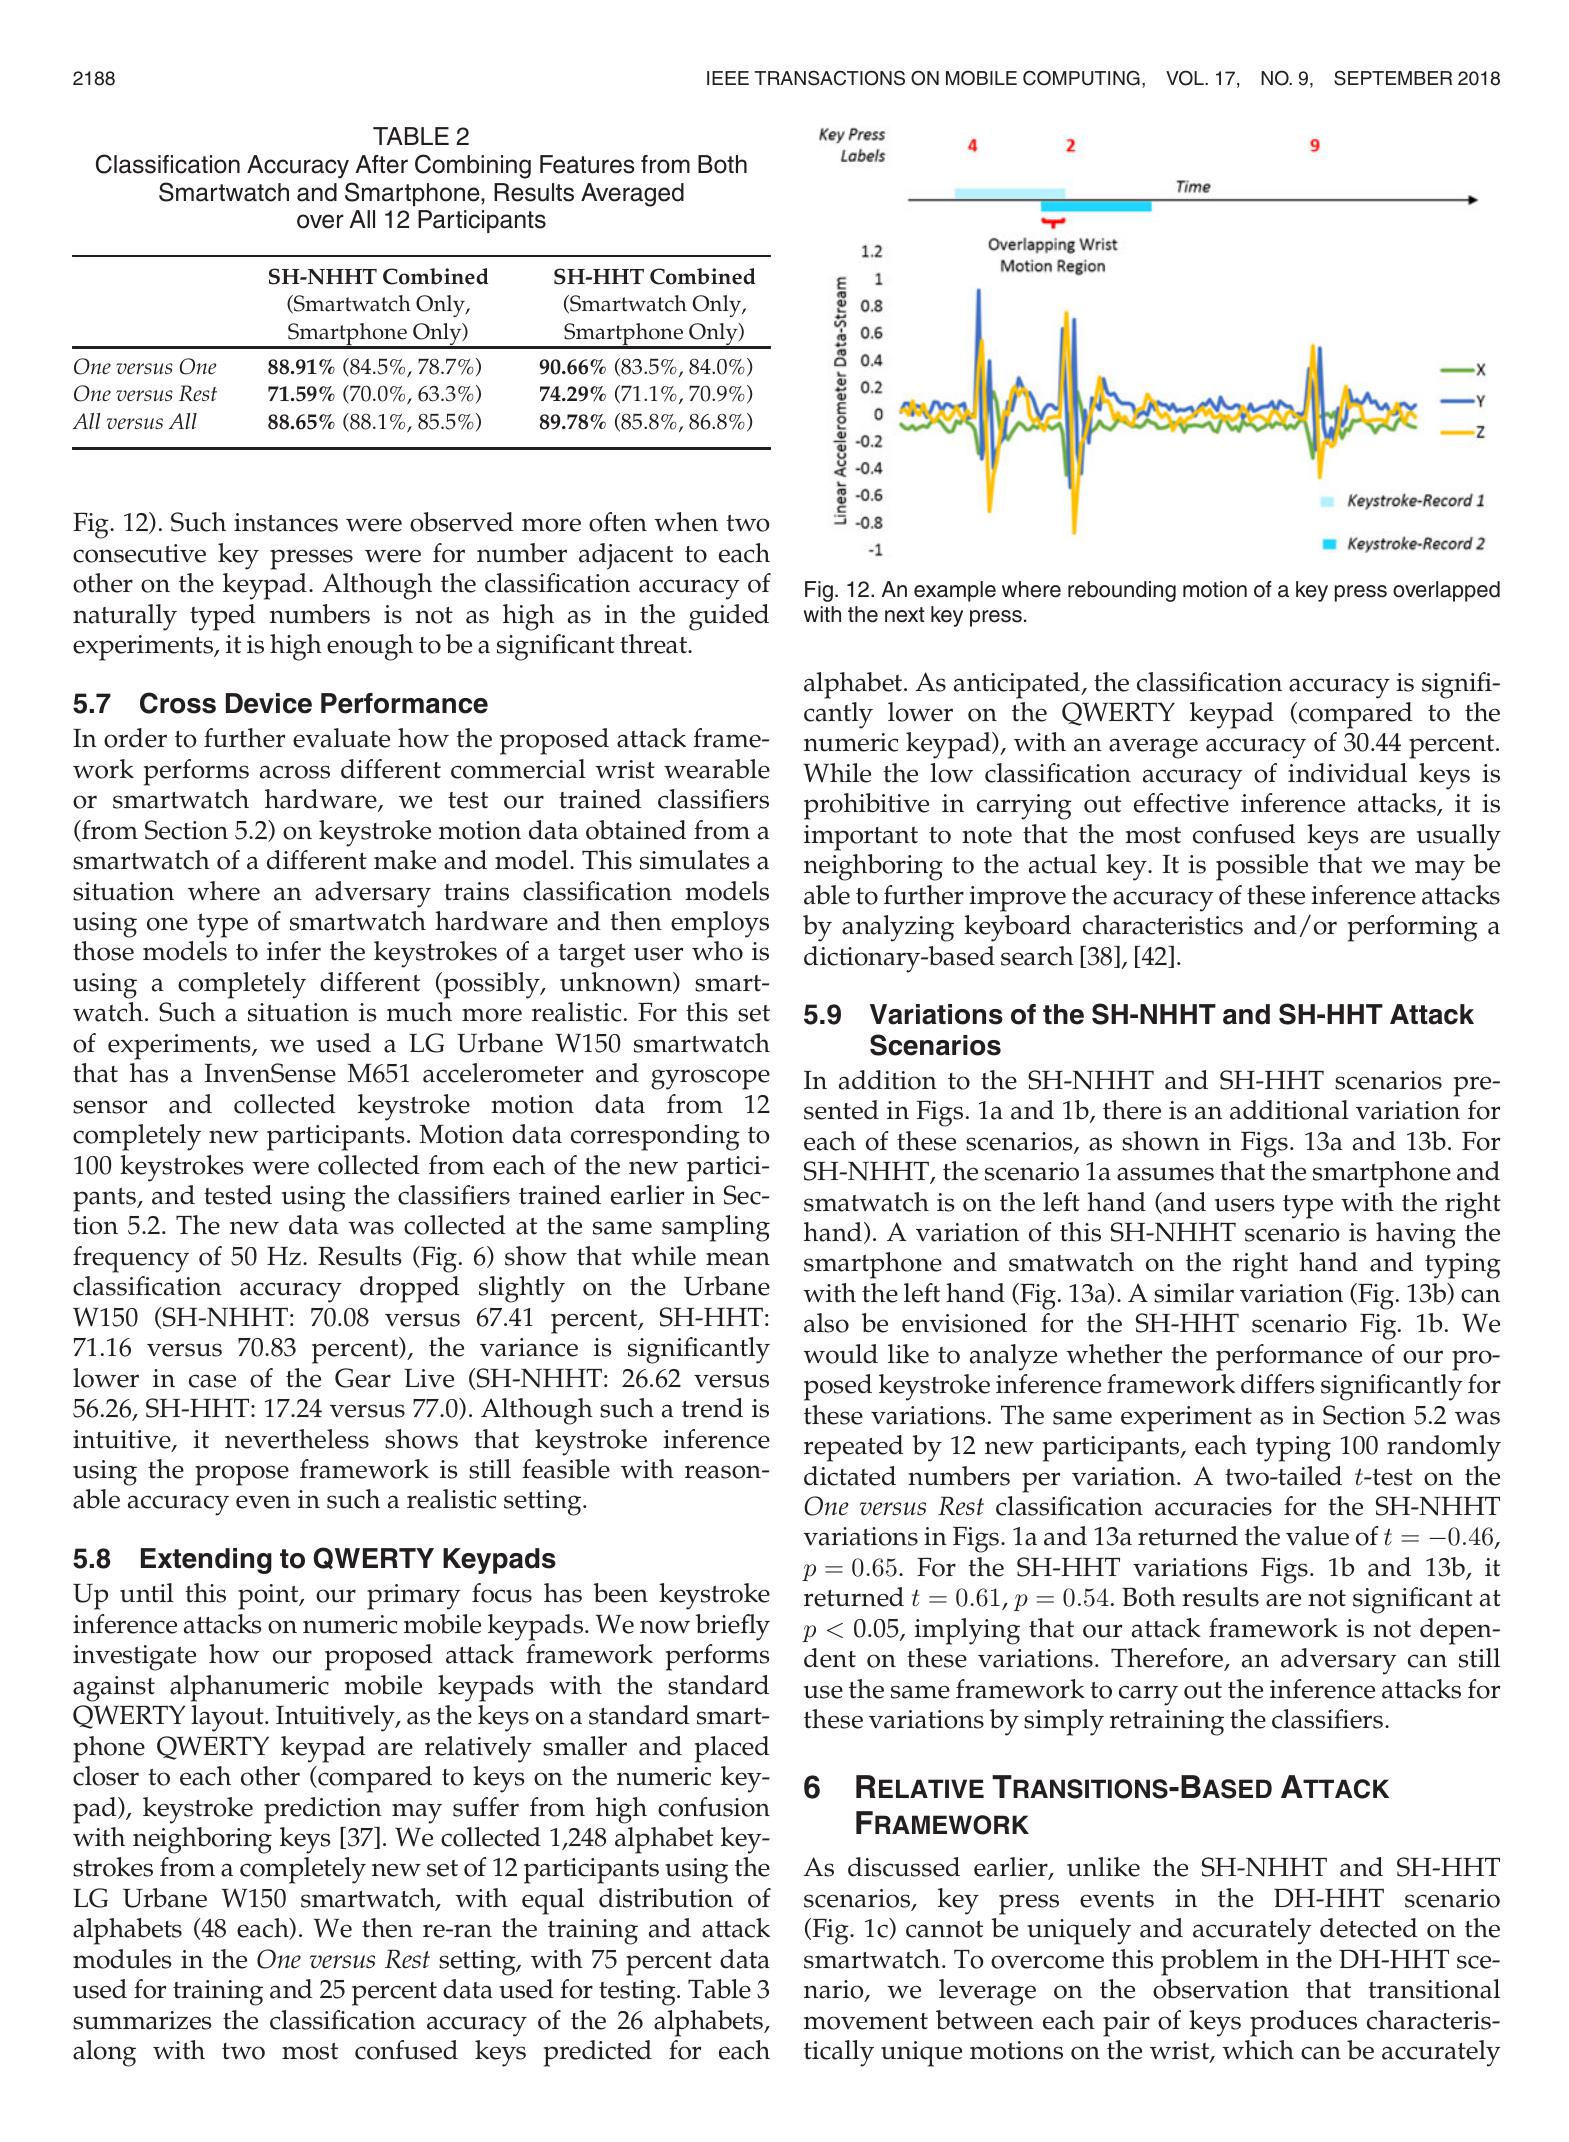 2188
IEEE TRANSACTIONS ON MOBILE COMPUTING, VOL. 17, NO. 9, SEPTEMBER 2018
TABLE 2
Classification Accuracy After Combining Features from Both
Smartwatch and Smartphone, Results Averaged
over All 12 Participants
SH-NHHT Combined SH-HHT Combined
(Smartwatch Only, (Smartwatch Only,
Smartphone Only) Smartphone Only)
One versus One 88.91% (84.5%, 78.7%) 90.66% (83.5%, 84.0%)
One versus Rest 71.59% (70.0%, 63.3%) 74.29% (71.1%, 70.9%)
All versus All 88.65% (88.1%, 85.5%) 89.78% (85.8%, 86.8%)
Fig. 12). Such instances were observed more often when two
consecutive key presses were for number adjacent to each
other on the keypad. Although the classification accuracy of
naturally typed numbers is not as high as in the guided
experiments, it is high enough to be a significant threat.
5.7 Cross Device Performance
In order to further evaluate how the proposed attack frame-
work performs across different commercial wrist wearable
or smartwatch hardware, we test our trained classifiers
(from Section 5.2) on keystroke motion data obtained from a
smartwatch of a different make and model. This simulates a
situation where an adversary trains classification models
using one type of smartwatch hardware and then employs
those models to infer the keystrokes of a target user who is
using a completely different (possibly, unknown) smart-
watch. Such a situation is much more realistic. For this set
of experiments, we used a LG Urbane W150 smartwatch
that has a InvenSense M651 accelerometer and gyroscope
sensor and collected keystroke motion data from 12
completely new participants. Motion data corresponding to
100 keystrokes were collected from each of the new partici-
pants, and tested using the classifiers trained earlier in Sec-
tion 5.2. The new data was collected at the same sampling
frequency of 50 Hz. Results (Fig. 6) show that while mean
classification accuracy dropped slightly on the Urbane
W150 (SH-NHHT: 70.08 versus 67.41 percent, SH-HHT:
71.16 versus 70.83 percent), the variance is significantly
lower in case of the Gear Live (SH-NHHT: 26.62 versus
56.26, SH-HHT: 17.24 versus 77.0). Although such a trend is
intuitive, it nevertheless shows that keystroke inference
using the propose framework is still feasible with reason-
able accuracy even in such a realistic setting.
5.8 Extending to QWERTY Keypads
Up until this point, our primary focus has been keystroke
inference attacks on numeric mobile keypads. We now briefly
investigate how our proposed attack framework performs
against alphanumeric mobile keypads with the standard
QWERTY layout. Intuitively, as the keys on a standard smart-
phone QWERTY keypad are relatively smaller and placed
closer to each other (compared to keys on the numeric key-
pad), keystroke prediction may suffer from high confusion
with neighboring keys [37]. We collected 1,248 alphabet key-
strokes from a completely new set of 12 participants using the
LG Urbane W150 smartwatch, with equal distribution of
alphabets (48 each). We then re-ran the training and attack
modules in the One versus Rest setting, with 75 percent data
used for training and 25 percent data used for testing. Table 3
summarizes the classification accuracy of the 26 alphabets,
along with two most confused keys predicted for each
Key Press
Labels
4 2 9
Time
Overlapping Wrist
Motion Region
Linear Accelerometer Data-Stream
1.2
1
0.8
0.6
0.4
0.2
0
-0.2
-0.4
-0.6
-0.8
-1
X
Y
Z
Keystroke-Record 1
Keystroke-Record 2
Fig. 12. An example where rebounding motion of a key press overlapped
with the next key press.
alphabet. As anticipated, the classification accuracy is signifi-
cantly lower on the QWERTY keypad (compared to the
numeric keypad), with an average accuracy of 30.44 percent.
While the low classification accuracy of individual keys is
prohibitive in carrying out effective inference attacks, it is
important to note that the most confused keys are usually
neighboring to the actual key. It is possible that we may be
able to further improve the accuracy of these inference attacks
by analyzing keyboard characteristics and/or performing a
dictionary-based search [38], [42].
5.9 Variations of the SH-NHHT and SH-HHT Attack
Scenarios
In addition to the SH-NHHT and SH-HHT scenarios pre-
sented in Figs. 1a and 1b, there is an additional variation for
each of these scenarios, as shown in Figs. 13a and 13b. For
SH-NHHT, the scenario 1a assumes that the smartphone and
smatwatch is on the left hand (and users type with the right
hand). A variation of this SH-NHHT scenario is having the
smartphone and smatwatch on the right hand and typing
with the left hand (Fig. 13a). A similar variation (Fig. 13b) can
also be envisioned for the SH-HHT scenario Fig. 1b. We
would like to analyze whether the performance of our pro-
posed keystroke inference framework differs significantly for
these variations. The same experiment as in Section 5.2 was
repeated by 12 new participants, each typing 100 randomly
dictated numbers per variation. A two-tailed t-test on the
One versus Rest classification accuracies for the SH-NHHT
variations in Figs. 1a and 13a returned the value of t = −0.46,
p = 0.65. For the SH-HHT variations Figs. 1b and 13b, it
returned t = 0.61, p = 0.54. Both results are not significant at
p < 0.05, implying that our attack framework is not depen-
dent on these variations. Therefore, an adversary can still
use the same framework to carry out the inference attacks for
these variations by simply retraining the classifiers.
6 RELATIVE TRANSITIONS-BASED ATTACK
FRAMEWORK
As discussed earlier, unlike the SH-NHHT and SH-HHT
scenarios, key press events in the DH-HHT scenario
(Fig. 1c) cannot be uniquely and accurately detected on the
smartwatch. To overcome this problem in the DH-HHT sce-
nario, we leverage on the observation that transitional
movement between each pair of keys produces characteris-
tically unique motions on the wrist, which can be accurately